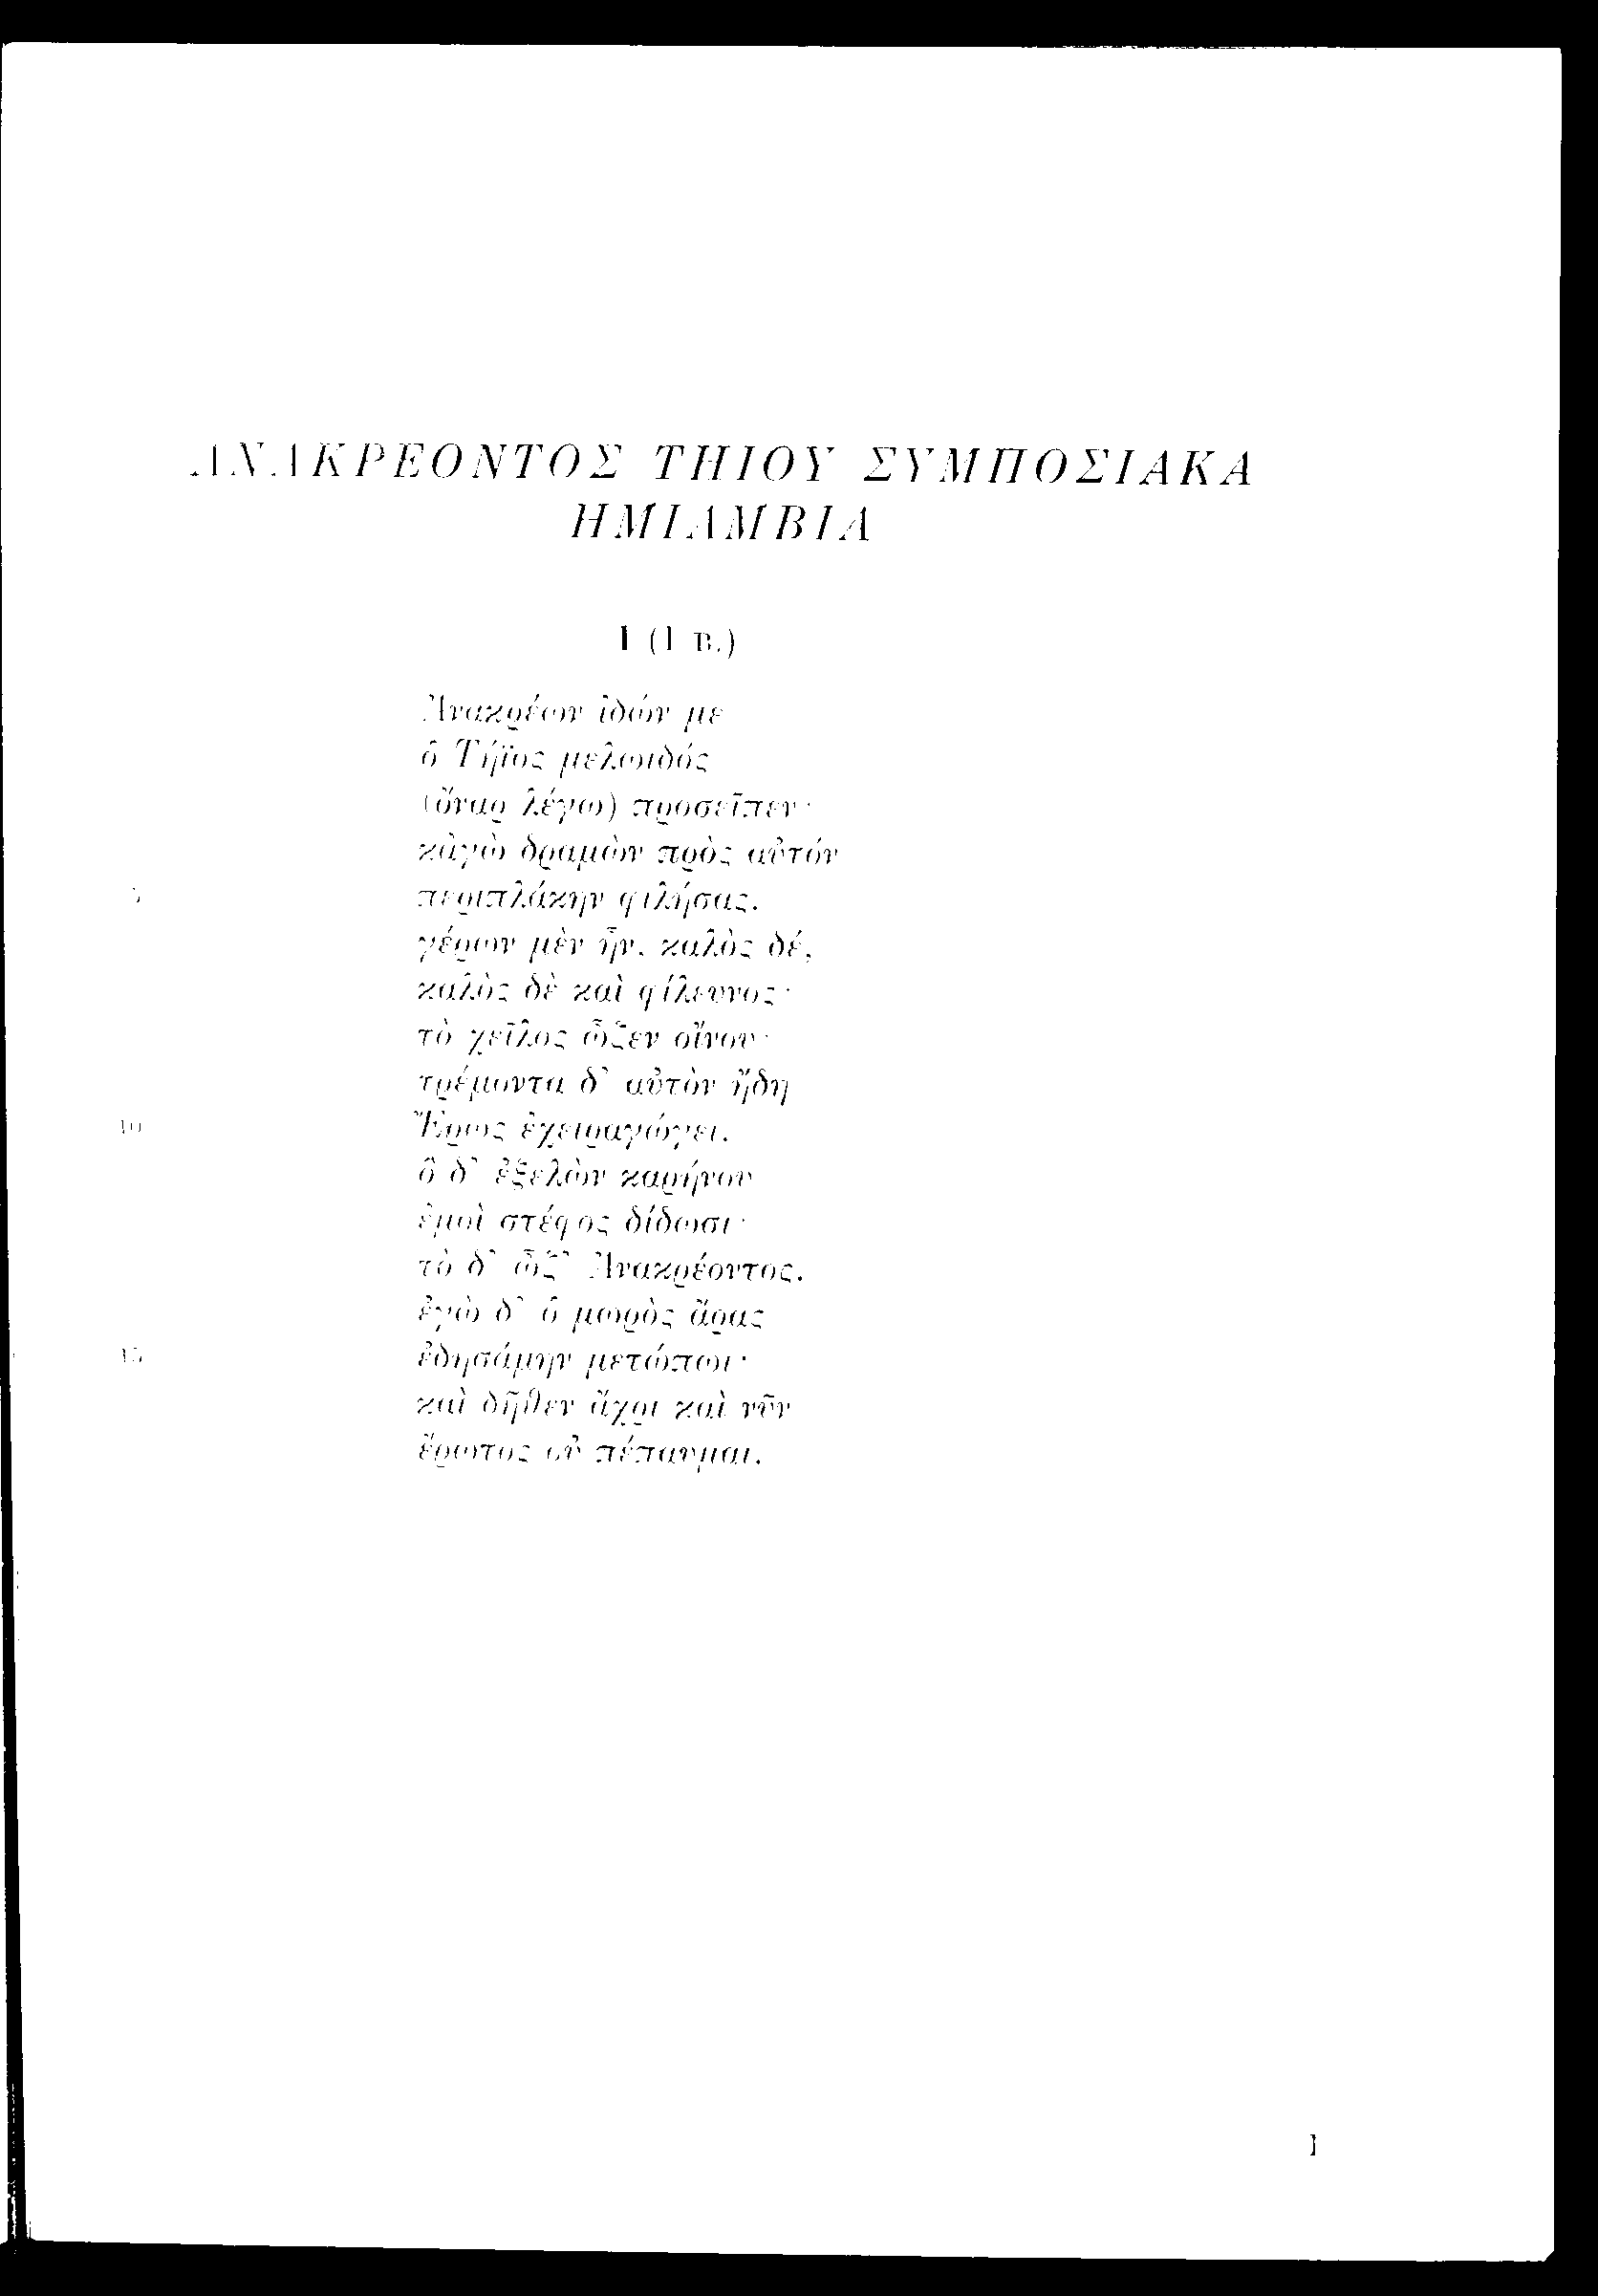 ΑΝΑΚΡΕΟΝΤΟΣ ΤΗΙΟΥ ΣΥΜΠΟΣΙΑΚΑ
ΗΜΙΑΜΒΙΑ
1 (1 B.)
Ἀνακρέων ἰδών με
ὁ Τήϊος μελωιδός
(ὄναρ λέγω) προσεῖπεν·
κἀγὼ δραμὼν πρὸς αὐτόν
5 περιπλάκην φιλήσας.
γέρων μὲν ἦν, καλὸς δέ,
καλὸς δὲ καὶ φίλευνος·
τὸ χεῖλος ὦζεν οἴνου·
τρέμοντα δ᾽ αὐτὸν ἤδη
10 Ἔρως ἐχειραγώγει.
ὃ δ᾽ ἐξελὼν καρήνου
ἐμοὶ στέφος δίδωσι·
τὸ δ᾽ ὦζ᾽ Ἀνακρέοντος.
ἐγὼ δ᾽ ὁ μωρὸς ἄρας
15 ἐδησάμην μετώπωι·
καὶ δῆθεν ἄχρι καὶ νῦν
ἔρωτος οὐ πέπαυμαι.
1